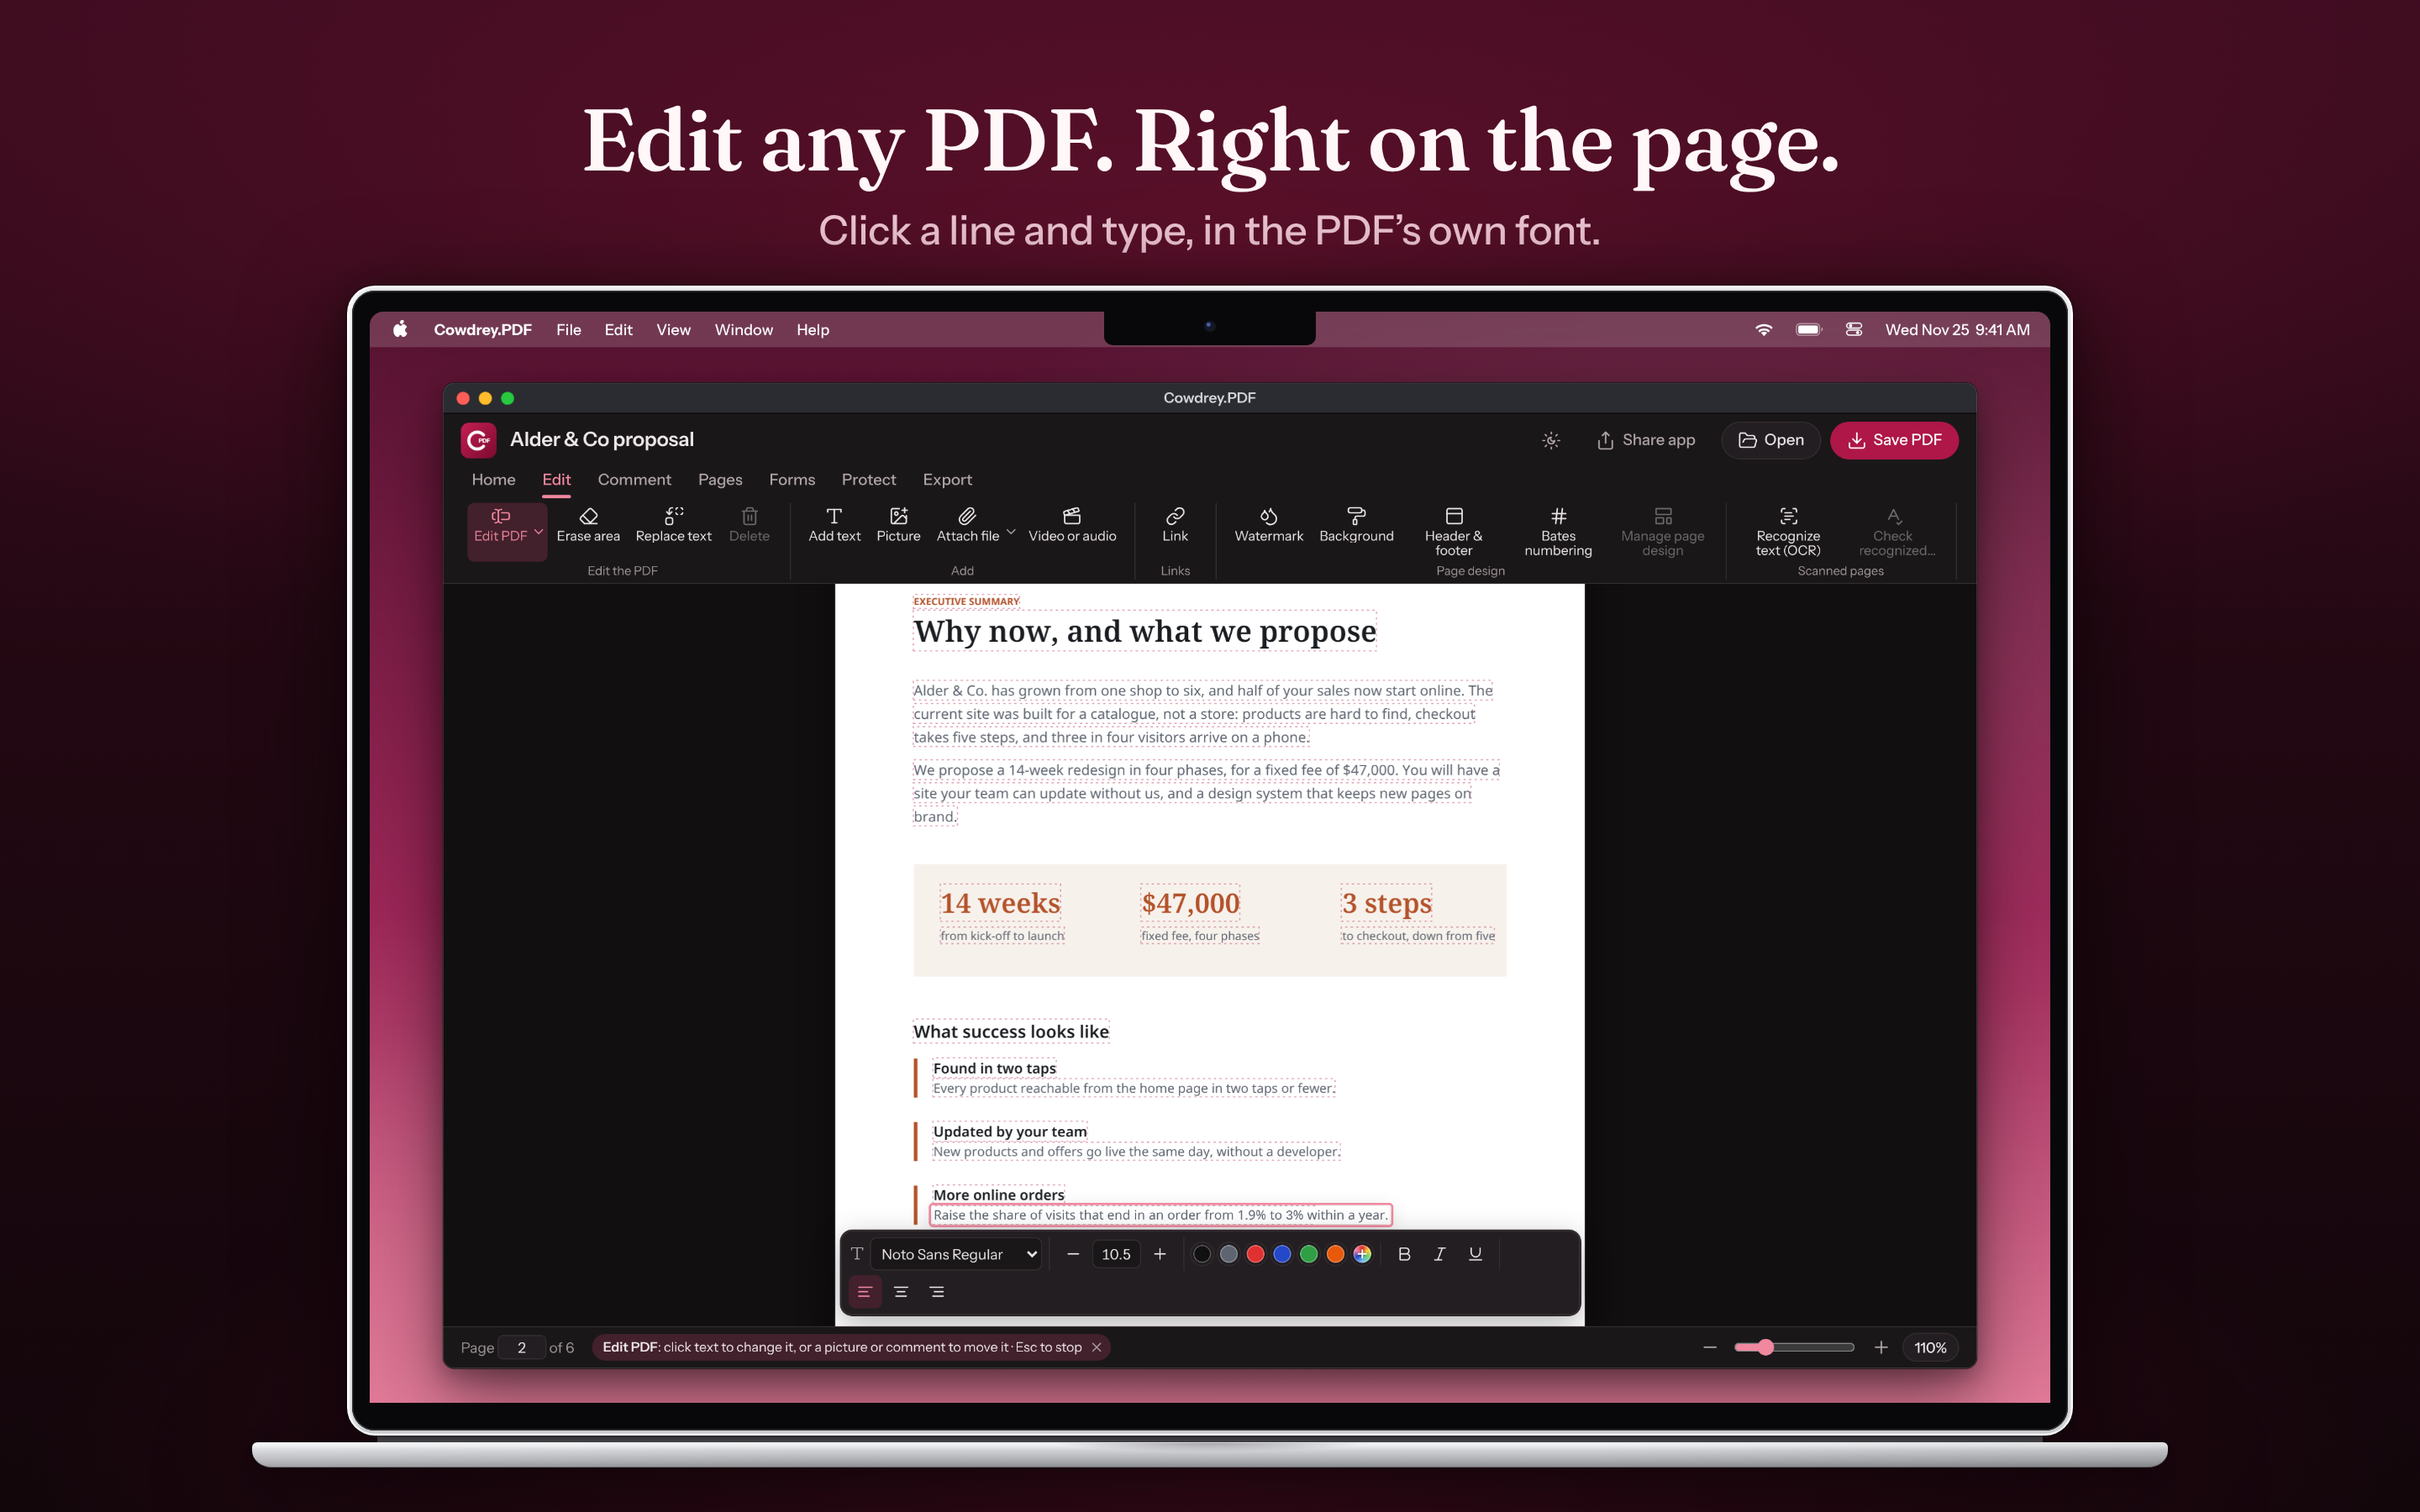 Edit any PDF. Right on the page.
Click a line and type, in the PDF’s own font.
Cowdrey.PDF File Edit View Window Help
Wed Nov 25 9:41 AM
Cowdrey.PDF
PDF
Alder & Co proposal
Share app
Open
Save PDF
Home Edit Comment Pages Forms Protect Export
Edit PDF
Erase area
Replace text
Delete
Edit the PDF
Add text
Picture
Attach file
Video or audio
Add
Link
Links
Watermark
Background
Header &
footer
Bates
numbering
Manage page
design
Page design
Recognize
text (OCR)
Check
recognized...
Scanned pages
EXECUTIVE SUMMARY
Why now, and what we propose
Alder & Co. has grown from one shop to six, and half of your sales now start online. The
current site was built for a catalogue, not a store: products are hard to find, checkout
takes five steps, and three in four visitors arrive on a phone.
We propose a 14-week redesign in four phases, for a fixed fee of $47,000. You will have a
site your team can update without us, and a design system that keeps new pages on
brand.
14 weeks
from kick-off to launch
$47,000
fixed fee, four phases
3 steps
to checkout, down from five
What success looks like
Found in two taps
Every product reachable from the home page in two taps or fewer.
Updated by your team
New products and offers go live the same day, without a developer.
More online orders
Raise the share of visits that end in an order from 1.9% to 3% within a year.
T Noto Sans Regular 10.5 B I U
Page 2 of 6
Edit PDF: click text to change it, or a picture or comment to move it · Esc to stop
110%